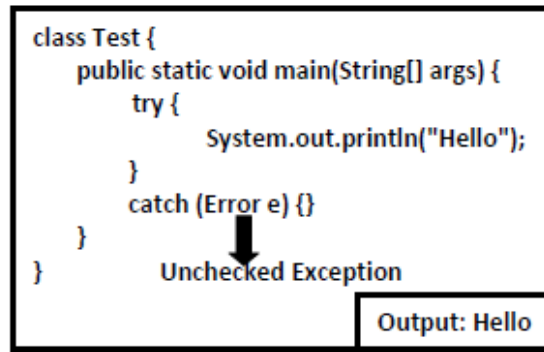 class Test {
public static void main(String[] args) {
try {
System.out.println("Hello");
}
catch (Error e) {}
}
} Unchecked Exception
Output: Hello